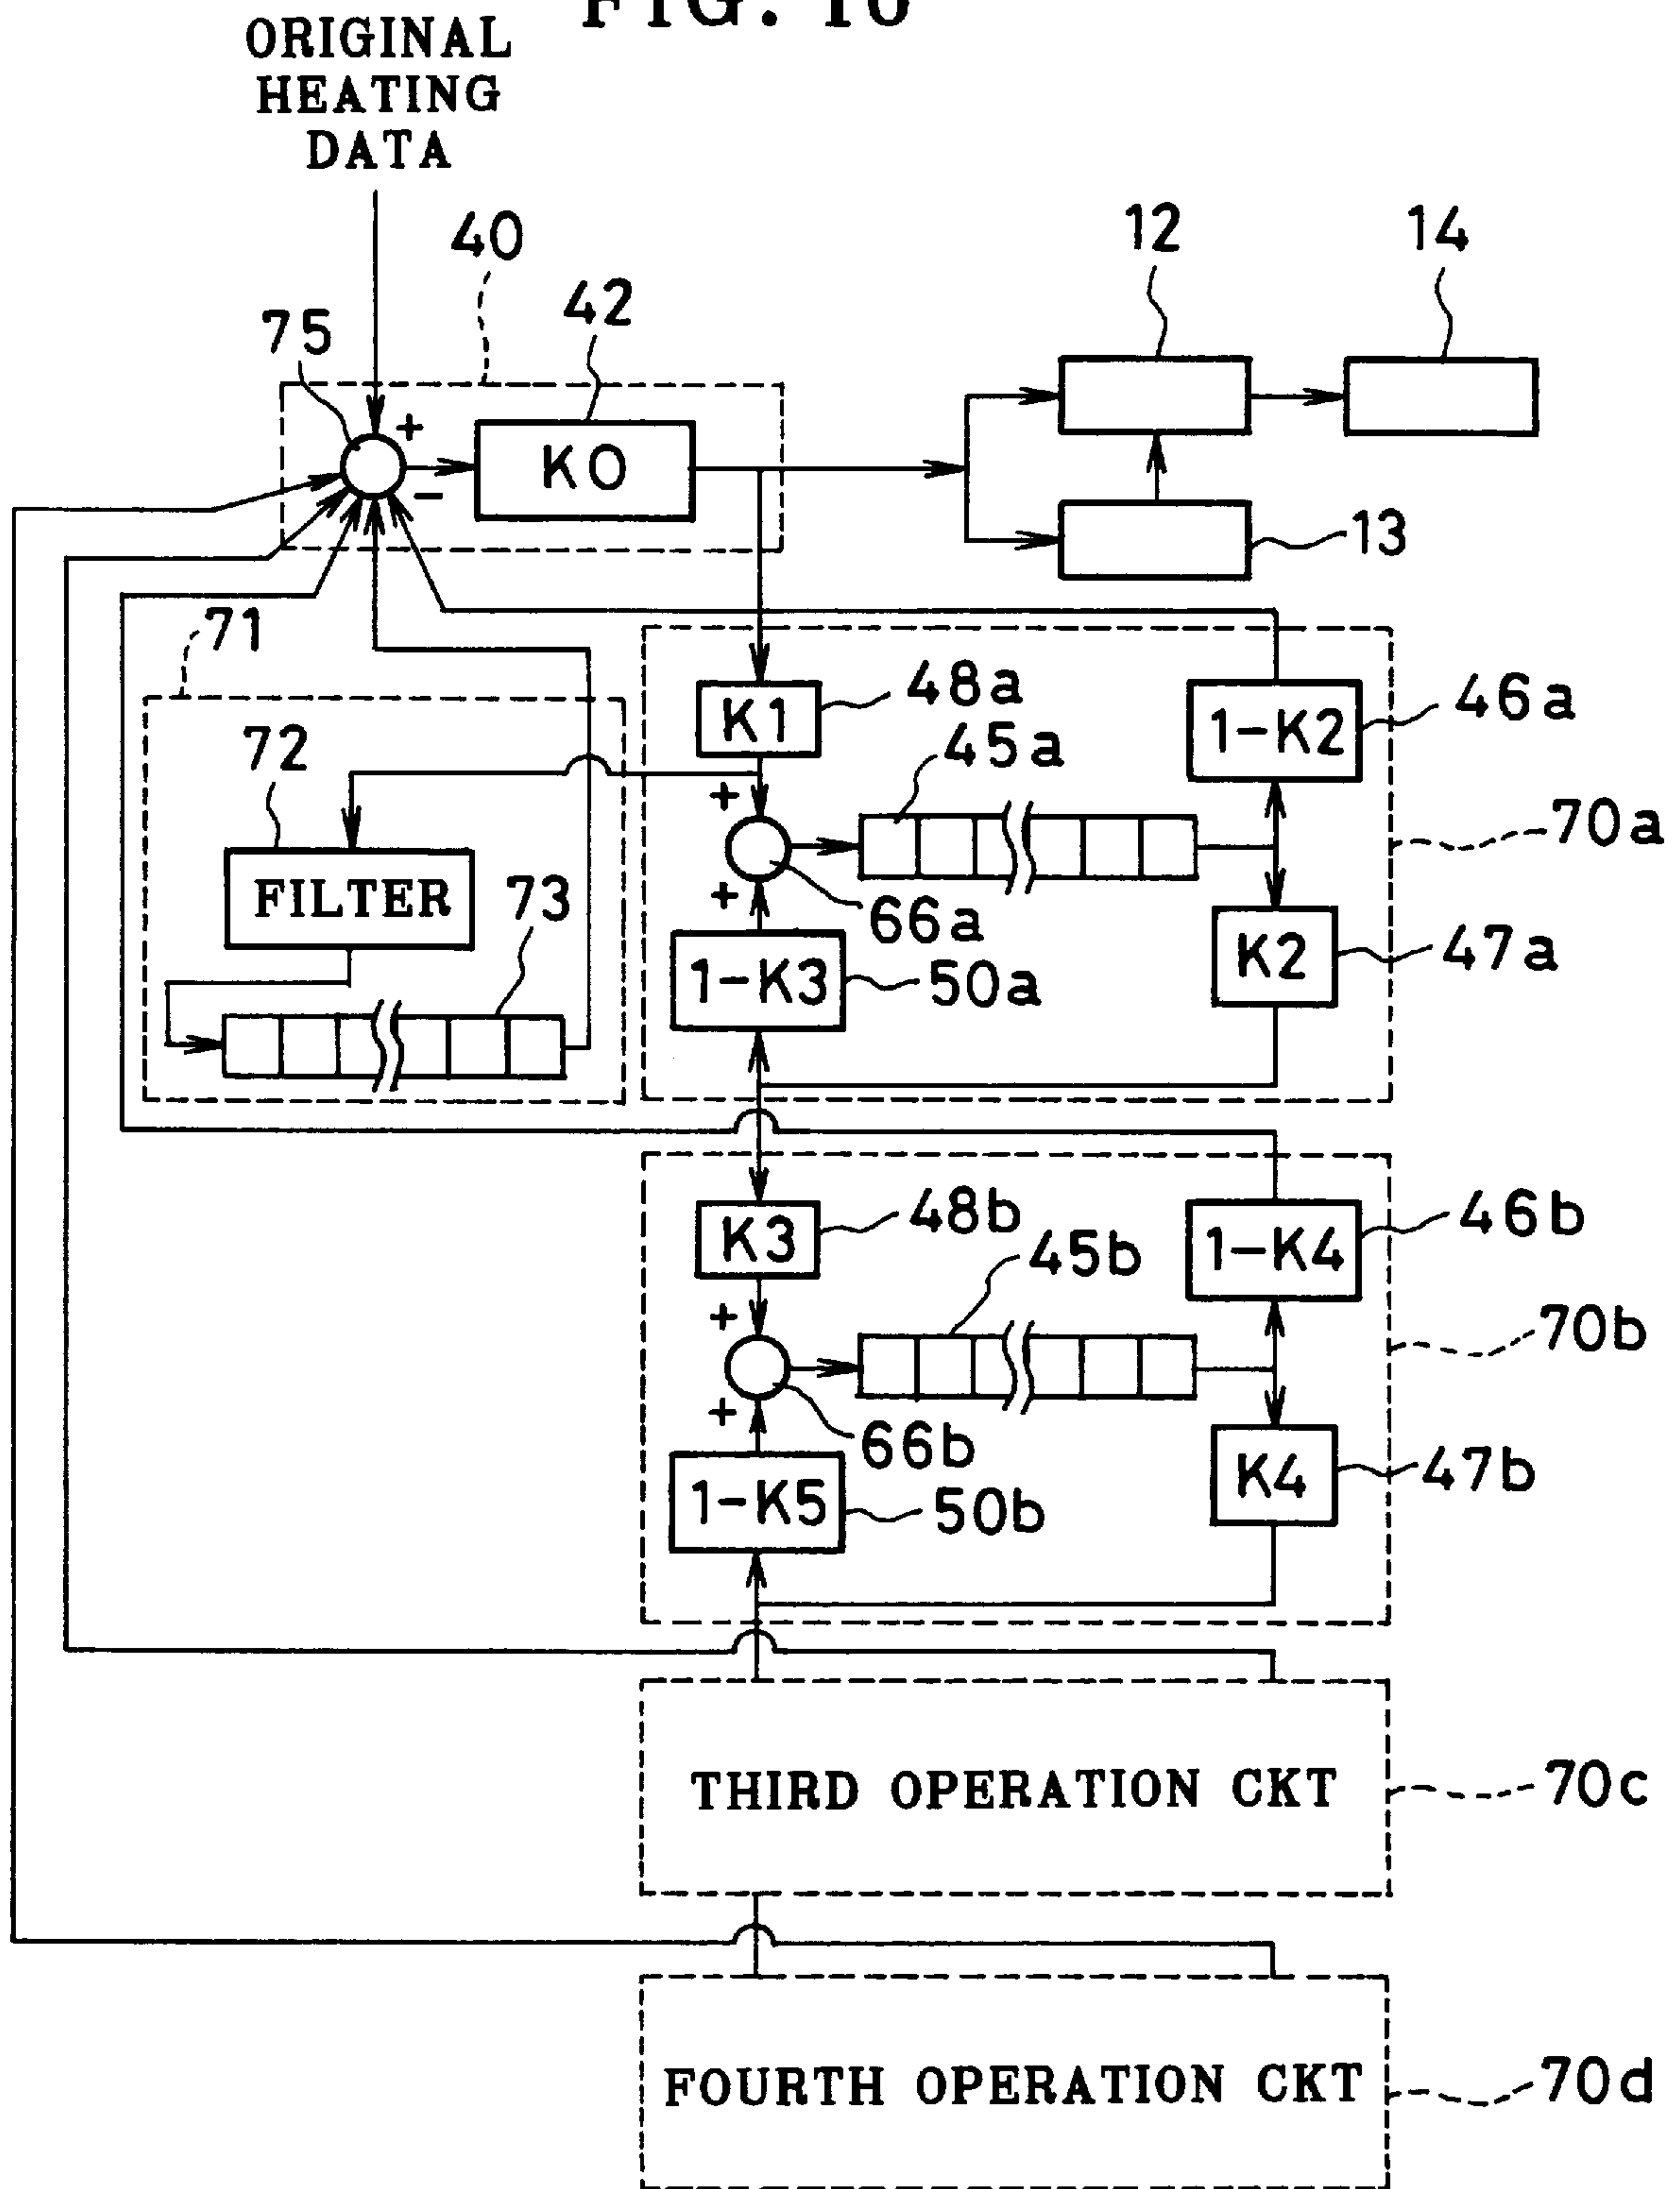 FIG. 16
ORIGINAL
HEATING
DATA
40
42
75
12
14
+
−
K0
13
71
48a
K1
45a
46a
1−K2
72
+
70a
FILTER
73
+
66a
K2
47a
1−K3
50a
48b
K3
45b
46b
1−K4
+
70b
+
66b
K4
47b
1−K5
50b
THIRD OPERATION CKT
70c
FOURTH OPERATION CKT
70d